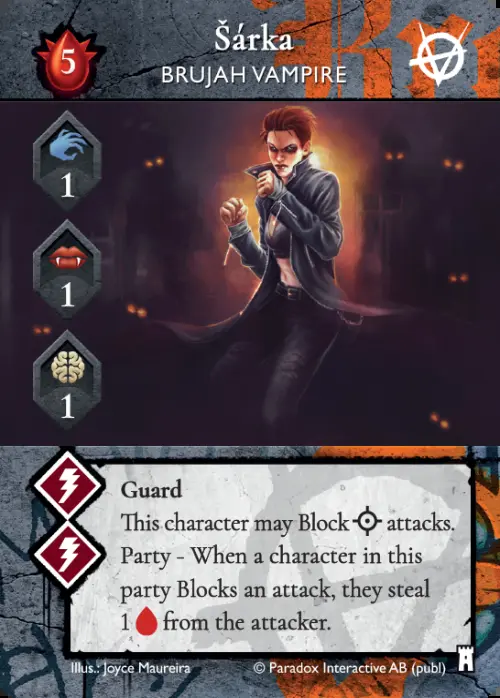 5
Šárka
BRUJAH VAMPIRE
1
1
1
Guard
This character may Block attacks.
Party - When a character in this
party Blocks an attack, they steal
1 from the attacker.
Illus.: Joyce Maureira
© Paradox Interactive AB (publ)